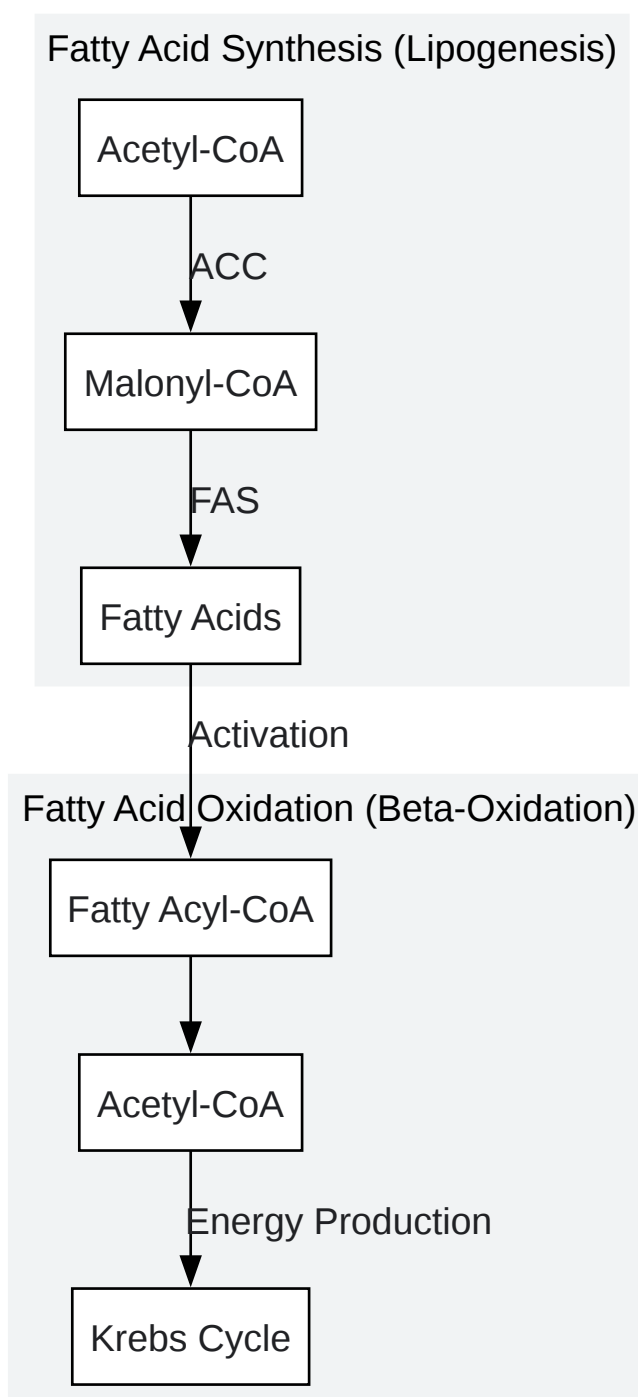 Fatty Acid Synthesis (Lipogenesis)
Acetyl-CoA
ACC
Malonyl-CoA
FAS
Fatty Acids
Activation
Fatty Acid Oxidation (Beta-Oxidation)
Fatty Acyl-CoA
Acetyl-CoA
Energy Production
Krebs Cycle